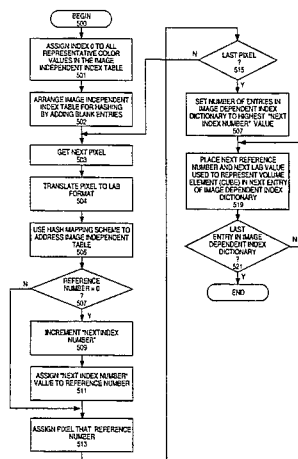 BEGIN
500
ASSIGN INDEX 0 TO ALL
REPRESENTATIVE COLOR
VALUES IN THE IMAGE
INDEPENDENT INDEX TABLE
501
ARRANGE IMAGE INDEPENDENT
INDEX TABLE FOR HASHING BY
ADDING BLANK ENTRIES
502
GET NEXT PIXEL
503
TRANSLATE PIXEL TO LAB
FORMAT
504
USE HASH MAPPING SCHEME TO
ADDRESS IMAGE INDEPENDENT
TABLE
505
REFERENCE
NUMBER = 0
?
507
N
Y
INCREMENT "NEXT INDEX
NUMBER"
509
ASSIGN "NEXT INDEX NUMBER"
VALUE TO REFERENCE NUMBER
511
ASSIGN PIXEL THAT REFERENCE
NUMBER
513
LAST PIXEL
?
515
N
Y
SET NUMBER OF ENTRIES IN
IMAGE DEPENDENT INDEX
DICTIONARY TO HIGHEST "NEXT
INDEX NUMBER" VALUE
507
PLACE NEXT REFERENCE
NUMBER AND NEXT LAB VALUE
USED TO REPRESENT VOLUME
ELEMENT (CUBE) IN NEXT ENTRY
OF IMAGE DEPENDENT INDEX
DICTIONARY
519
LAST
ENTRY IN IMAGE
DEPENDENT INDEX
DICTIONARY
?
521
N
Y
END